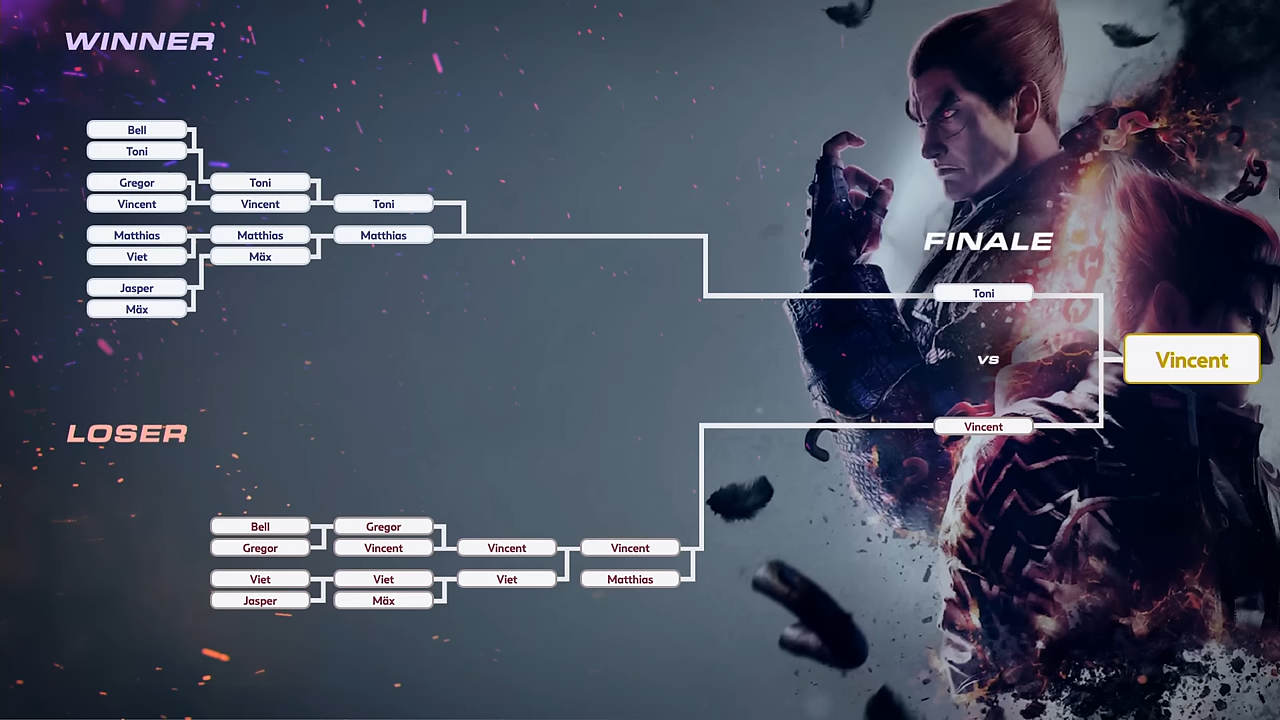 WINNER
Bell
Toni
Gregor
Vincent
Matthias
Viet
Jasper
Mäx
Toni
Vincent
Matthias
Mäx
Toni
Matthias
FINALE
Toni
vs
Vincent
Vincent
LOSER
Bell
Gregor
Viet
Jasper
Gregor
Vincent
Viet
Mäx
Vincent
Viet
Vincent
Matthias